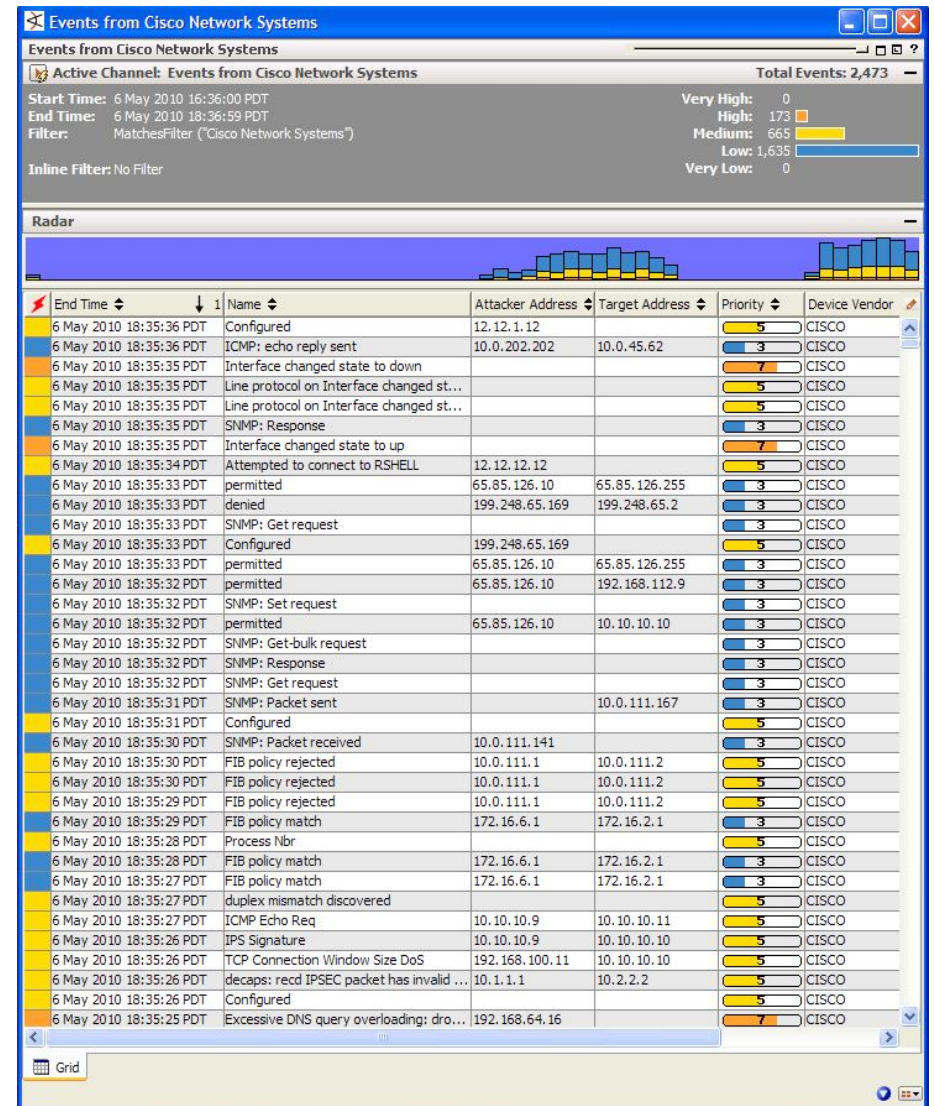 Events from Cisco Network Systems
Events from Cisco Network Systems ?
Active Channel: Events from Cisco Network Systems Total Events: 2,473
Start Time: 6 May 2010 16:36:00 PDT Very High: 0
End Time: 6 May 2010 18:36:59 PDT High: 173
Filter: MatchesFilter ("Cisco Network Systems") Medium: 665
Low: 1,635
Inline Filter: No Filter Very Low: 0
Radar
End Time 1 Name Attacker Address Target Address Priority Device Vendor
6 May 2010 18:35:36 PDT Configured 12.12.1.12 5 CISCO
6 May 2010 18:35:36 PDT ICMP: echo reply sent 10.0.202.202 10.0.45.62 3 CISCO
6 May 2010 18:35:35 PDT Interface changed state to down 7 CISCO
6 May 2010 18:35:35 PDT Line protocol on Interface changed st... 5 CISCO
6 May 2010 18:35:35 PDT Line protocol on Interface changed st... 5 CISCO
6 May 2010 18:35:35 PDT SNMP: Response 3 CISCO
6 May 2010 18:35:35 PDT Interface changed state to up 7 CISCO
6 May 2010 18:35:34 PDT Attempted to connect to RSHELL 12.12.12.12 5 CISCO
6 May 2010 18:35:33 PDT permitted 65.85.126.10 65.85.126.255 3 CISCO
6 May 2010 18:35:33 PDT denied 199.248.65.169 199.248.65.2 3 CISCO
6 May 2010 18:35:33 PDT SNMP: Get request 3 CISCO
6 May 2010 18:35:33 PDT Configured 199.248.65.169 5 CISCO
6 May 2010 18:35:33 PDT permitted 65.85.126.10 65.85.126.255 3 CISCO
6 May 2010 18:35:32 PDT permitted 65.85.126.10 192.168.112.9 3 CISCO
6 May 2010 18:35:32 PDT SNMP: Set request 3 CISCO
6 May 2010 18:35:32 PDT permitted 65.85.126.10 10.10.10.10 3 CISCO
6 May 2010 18:35:32 PDT SNMP: Get-bulk request 3 CISCO
6 May 2010 18:35:32 PDT SNMP: Response 3 CISCO
6 May 2010 18:35:32 PDT SNMP: Get request 3 CISCO
6 May 2010 18:35:31 PDT SNMP: Packet sent 10.0.111.167 3 CISCO
6 May 2010 18:35:31 PDT Configured 5 CISCO
6 May 2010 18:35:30 PDT SNMP: Packet received 10.0.111.141 3 CISCO
6 May 2010 18:35:30 PDT FIB policy rejected 10.0.111.1 10.0.111.2 5 CISCO
6 May 2010 18:35:30 PDT FIB policy rejected 10.0.111.1 10.0.111.2 5 CISCO
6 May 2010 18:35:29 PDT FIB policy rejected 10.0.111.1 10.0.111.2 5 CISCO
6 May 2010 18:35:29 PDT FIB policy match 172.16.6.1 172.16.2.1 3 CISCO
6 May 2010 18:35:28 PDT Process Nbr 5 CISCO
6 May 2010 18:35:28 PDT FIB policy match 172.16.6.1 172.16.2.1 3 CISCO
6 May 2010 18:35:27 PDT FIB policy match 172.16.6.1 172.16.2.1 3 CISCO
6 May 2010 18:35:27 PDT duplex mismatch discovered 5 CISCO
6 May 2010 18:35:27 PDT ICMP Echo Req 10.10.10.9 10.10.10.11 5 CISCO
6 May 2010 18:35:26 PDT IPS Signature 10.10.10.9 10.10.10.10 5 CISCO
6 May 2010 18:35:26 PDT TCP Connection Window Size DoS 192.168.100.11 10.10.10.10 5 CISCO
6 May 2010 18:35:26 PDT decaps: recd IPSEC packet has invalid ... 10.1.1.1 10.2.2.2 5 CISCO
6 May 2010 18:35:26 PDT Configured 5 CISCO
6 May 2010 18:35:25 PDT Excessive DNS query overloading: dro... 192.168.64.16 7 CISCO
Grid